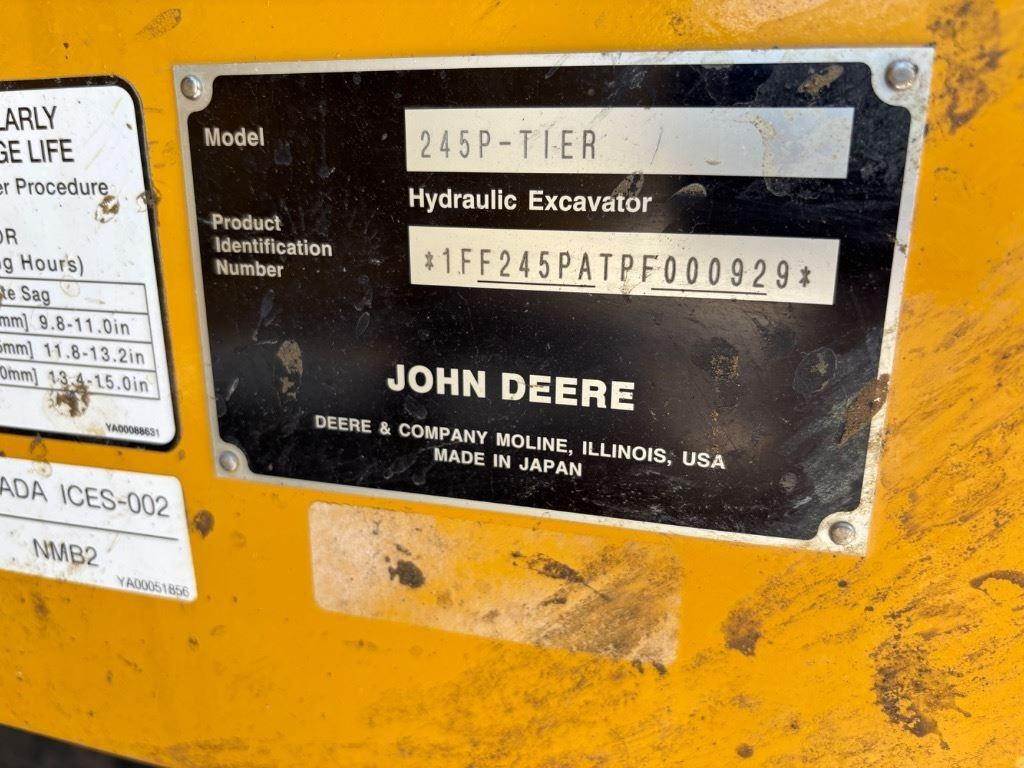 LARLY
GE LIFE
er Procedure
OR
ng Hours)
te Sag
mm] 9.8-11.0in
5mm] 11.8-13.2in
0mm] 13.4-15.0in
YA00088631
ADA ICES-002
NMB2
YA00051856
Model
245P-TIER
Hydraulic Excavator
Product
Identification
Number
*1FF245PATPF000929*
JOHN DEERE
DEERE & COMPANY MOLINE, ILLINOIS, USA
MADE IN JAPAN